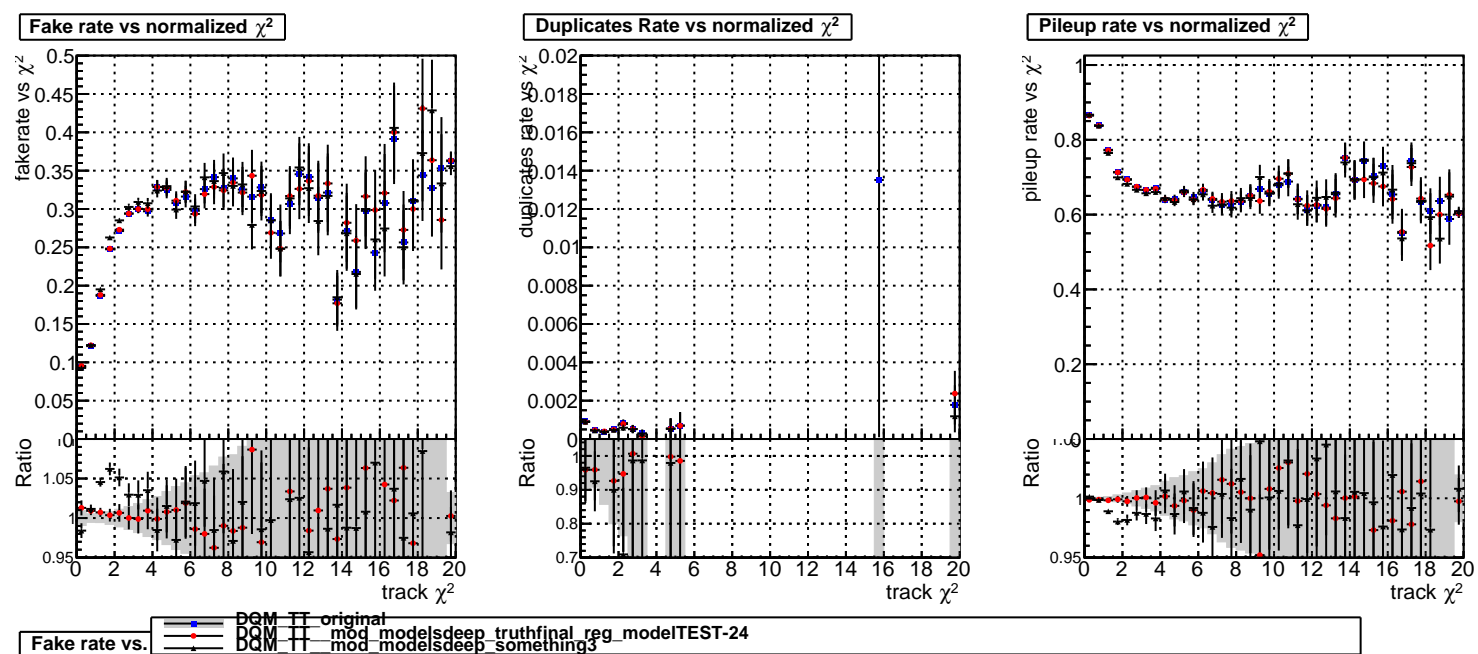 Fake rate vs normalized χ²
Duplicates Rate vs normalized χ²
Pileup rate vs normalized χ²
fakerate vs χ²
0.5
0.45
0.4
0.35
0.3
0.25
0.2
0.15
0.1
0.05
0
Ratio
1.05
1
0.95
0 2 4 6 8 10 12 14 16 18 20
track χ²
duplicates rate vs χ²
0.02
0.018
0.016
0.014
0.012
0.01
0.008
0.006
0.004
0.002
0
Ratio
1
0.9
0.8
0.7
0 2 4 6 8 10 12 14 16 18 20
track χ²
pileup rate vs χ²
1
0.8
0.6
0.4
0.2
0
Ratio
1
0.95
0 2 4 6 8 10 12 14 16 18 20
track χ²
Fake rate vs.
DQM_TT_original
DQM_TT__mod_modelsdeep_truthfinal_reg_modelTEST-24
DQM_TT__mod_modelsdeep_something3